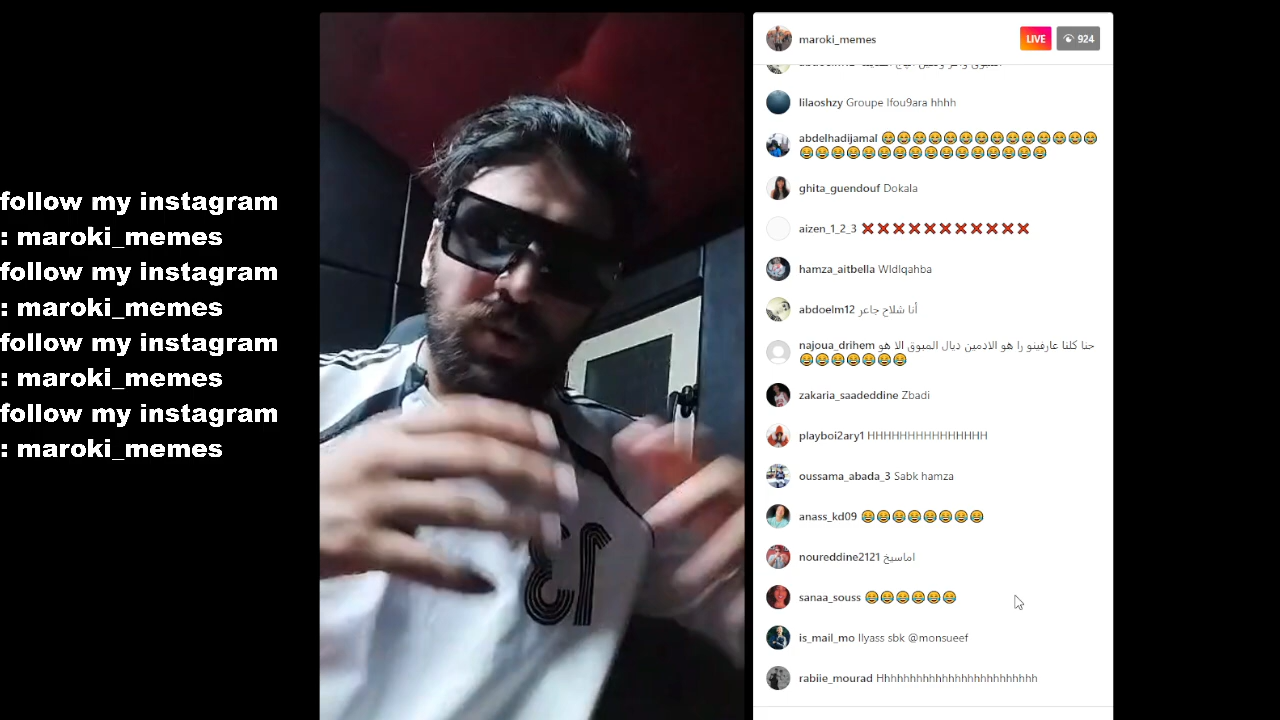 follow my instagram
: maroki_memes
follow my instagram
: maroki_memes
follow my instagram
: maroki_memes
follow my instagram
: maroki_memes
13
maroki_memes
LIVE
924
lilaoshzy Groupe lfou9ara hhhh
abdelhadijamal 😂😂😂😂😂😂😂😂😂😂😂😂😂😂
😂😂😂😂😂😂😂😂😂😂😂😂😂😂😂😂
ghita_guendouf Dokala
aizen_1_2_3 ❌❌❌❌❌❌❌❌❌❌❌
hamza_aitbella Wldlqahba
abdoelm12 أنا شلاح جاعر
najoua_drihem حنا كلنا عارفينو را هو الادمين ديال المبوق الا هو
😂😂😂😂😂😂😂
zakaria_saadeddine Zbadi
playboi2ary1 HHHHHHHHHHHHHHH
oussama_abada_3 Sabk hamza
anass_kd09 😂😂😂😂😂😂😂😂
noureddine2121 اماسيخ
sanaa_souss 😂😂😂😂😂😂
is_mail_mo Ilyass sbk @monsueef
rabiie_mourad Hhhhhhhhhhhhhhhhhhhhhhhhh